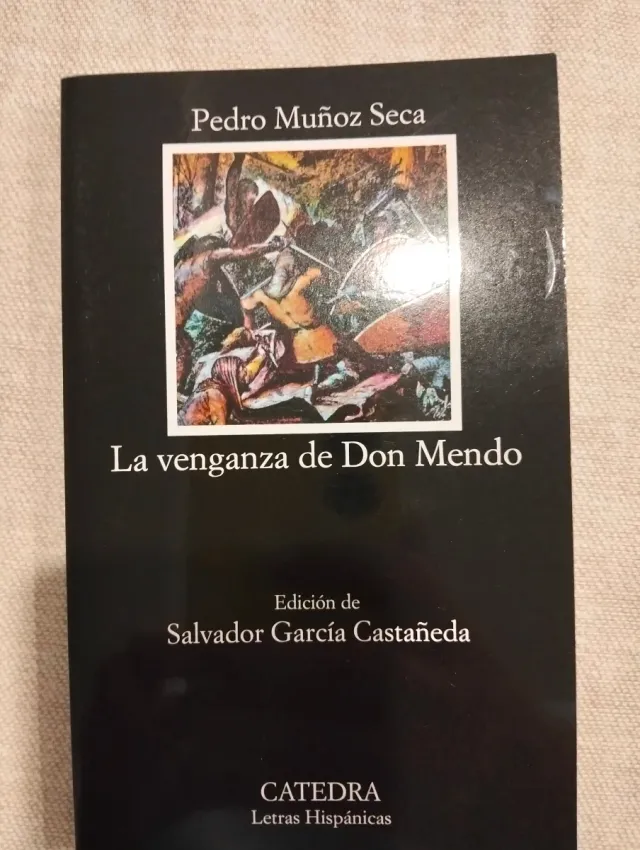 Pedro Muñoz Seca
La venganza de Don Mendo
Edición de
Salvador García Castañeda
CATEDRA
Letras Hispánicas